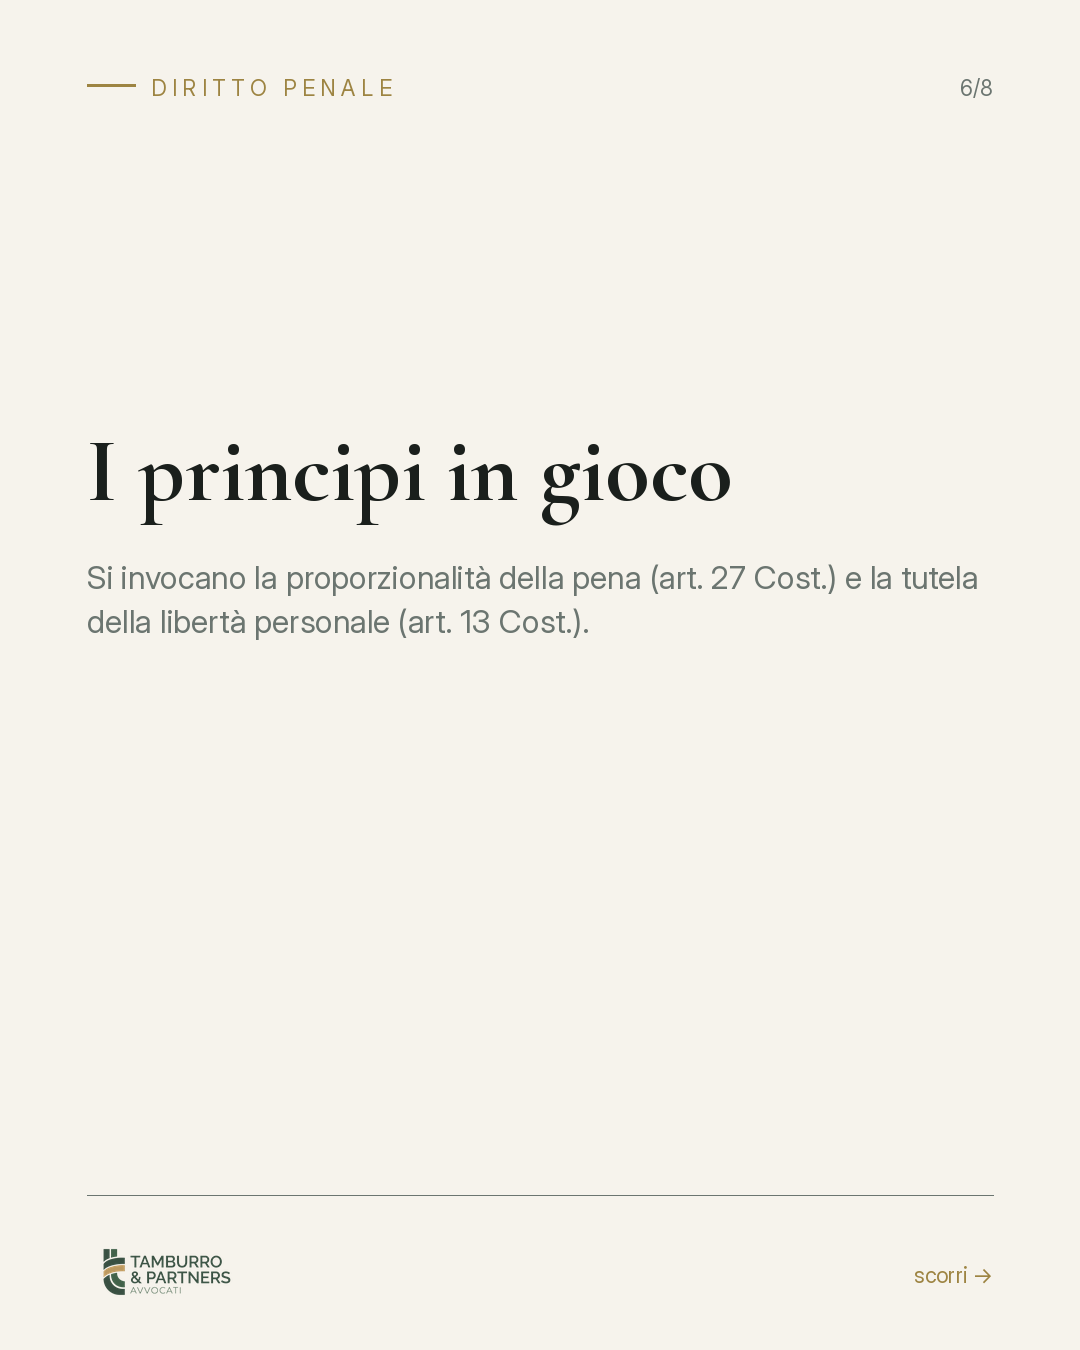 DIRITTO PENALE
6/8
I principi in gioco
Si invocano la proporzionalità della pena (art. 27 Cost.) e la tutela
della libertà personale (art. 13 Cost.).
TAMBURRO
& PARTNERS
AVVOCATI
scorri →